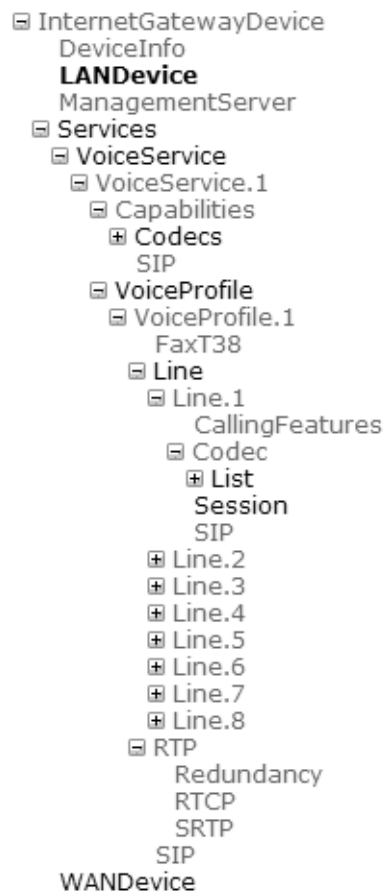 InternetGatewayDevice
DeviceInfo
LANDevice
ManagementServer
Services
VoiceService
VoiceService.1
Capabilities
Codecs
SIP
VoiceProfile
VoiceProfile.1
FaxT38
Line
Line.1
CallingFeatures
Codec
List
Session
SIP
Line.2
Line.3
Line.4
Line.5
Line.6
Line.7
Line.8
RTP
Redundancy
RTCP
SRTP
SIP
WANDevice